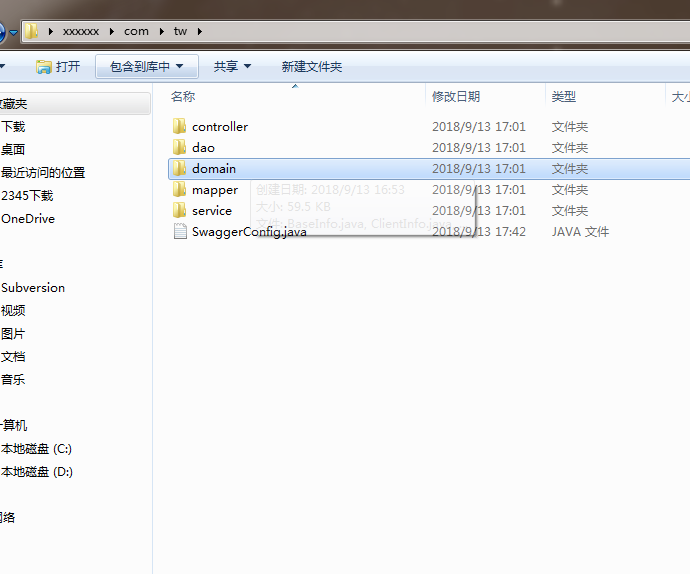 xxxxxx com tw
打开 包含到库中 共享 新建文件夹
名称 修改日期 类型
藏夹
下载
桌面
最近访问的位置
2345下载
OneDrive
Subversion
视频
图片
文档
音乐
算机
本地磁盘 (C:)
本地磁盘 (D:)
网络
controller 2018/9/13 17:01 文件夹
dao 2018/9/13 17:01 文件夹
domain 2018/9/13 17:01 文件夹
mapper 2018/9/13 17:01 文件夹
service 2018/9/13 17:01 文件夹
SwaggerConfig.java 2018/9/13 17:42 JAVA 文件
创建日期: 2018/9/13 16:53
大小: 59.5 KB
文件: BaseInfo.java, ClientInfo.java,